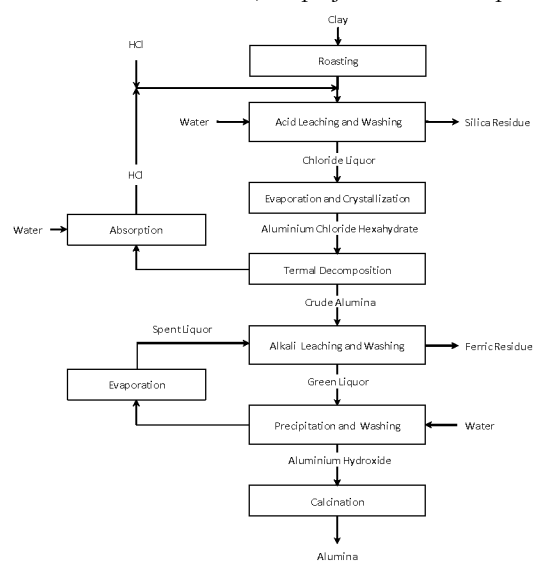 Clay
HCl
Roasting
Water
Acid Leaching and Washing
Silica Residue
Chloride Liquor
HCl
Evaporation and Crystallization
Aluminium Chloride Hexahydrate
Water
Absorption
Termal Decomposition
Crude Alumina
Spent Liquor
Alkali Leaching and Washing
Ferric Residue
Green Liquor
Evaporation
Precipitation and Washing
Water
Aluminium Hydroxide
Calcination
Alumina